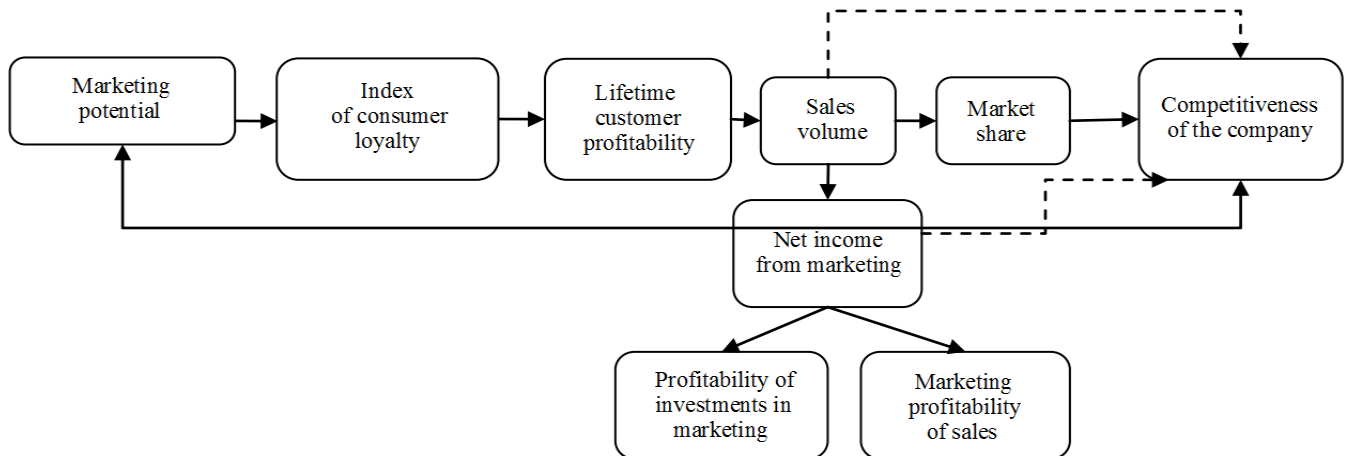 Marketing
potential
Index
of consumer
loyalty
Lifetime
customer
profitability
Sales
volume
Market
share
Competitiveness
of the company
Net income
from marketing
Profitability of
investments in
marketing
Marketing
profitability
of sales